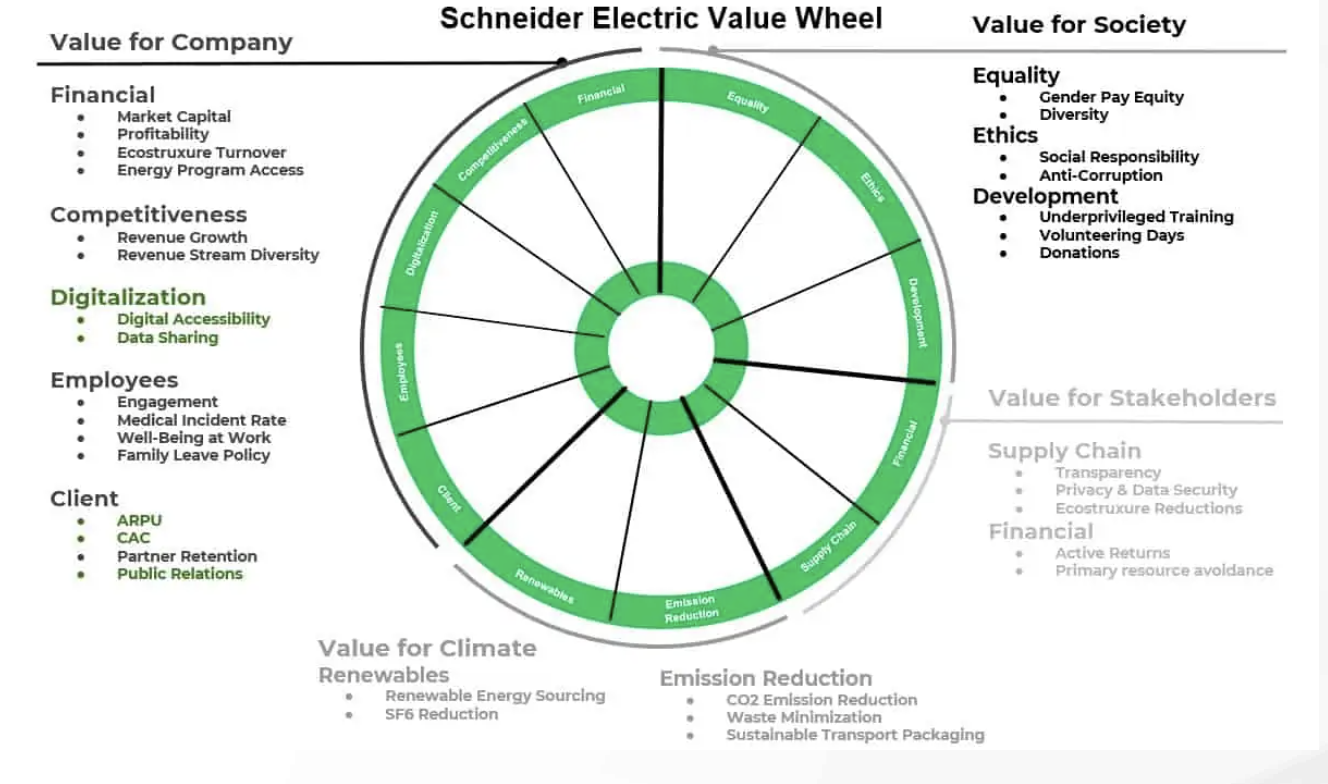 Schneider Electric Value Wheel
Value for Company
Financial
Market Capital
Profitability
Ecostruxure Turnover
Energy Program Access
Competitiveness
Revenue Growth
Revenue Stream Diversity
Digitalization
Digital Accessibility
Data Sharing
Employees
Engagement
Medical Incident Rate
Well-Being at Work
Family Leave Policy
Client
ARPU
CAC
Partner Retention
Public Relations
Financial
Equality
Ethics
Development
Financial
Supply Chain
Emission
Reduction
Renewables
Client
Employees
Digitalization
Competitiveness
Value for Society
Equality
Gender Pay Equity
Diversity
Ethics
Social Responsibility
Anti-Corruption
Development
Underprivileged Training
Volunteering Days
Donations
Value for Stakeholders
Supply Chain
Transparency
Privacy & Data Security
Ecostruxure Reductions
Financial
Active Returns
Primary resource avoidance
Value for Climate
Renewables
Renewable Energy Sourcing
SF6 Reduction
Emission Reduction
CO2 Emission Reduction
Waste Minimization
Sustainable Transport Packaging